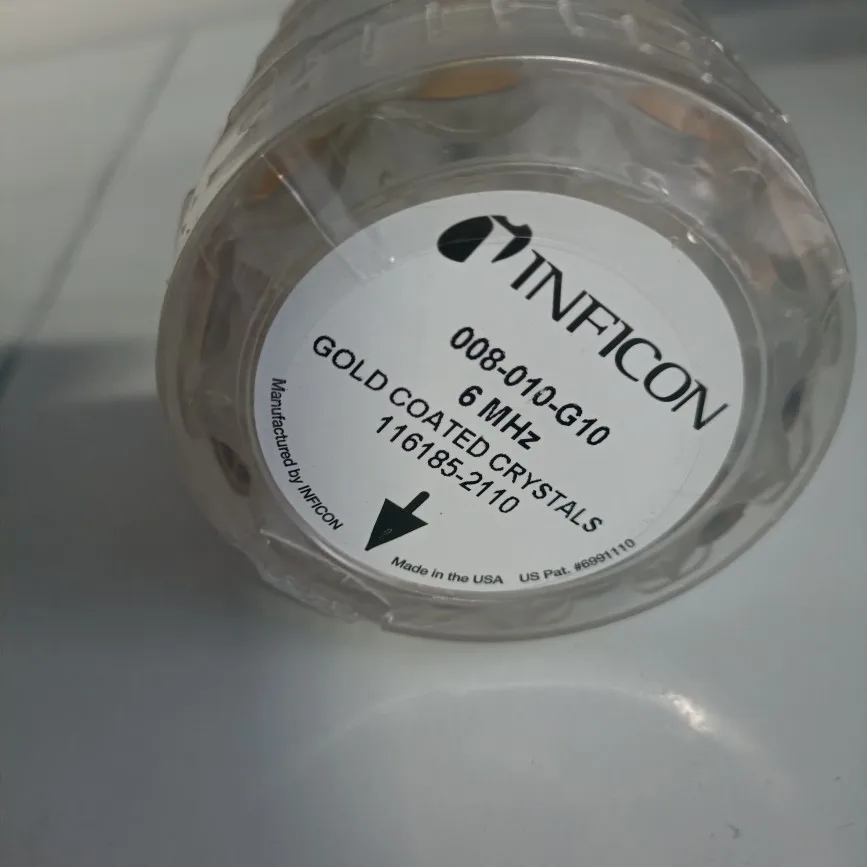 INFICON
008-010-G10
6 MHz
GOLD COATED CRYSTALS
116185-2110
Manufactured by INFICON
Made in the USA US Pat. #6991110